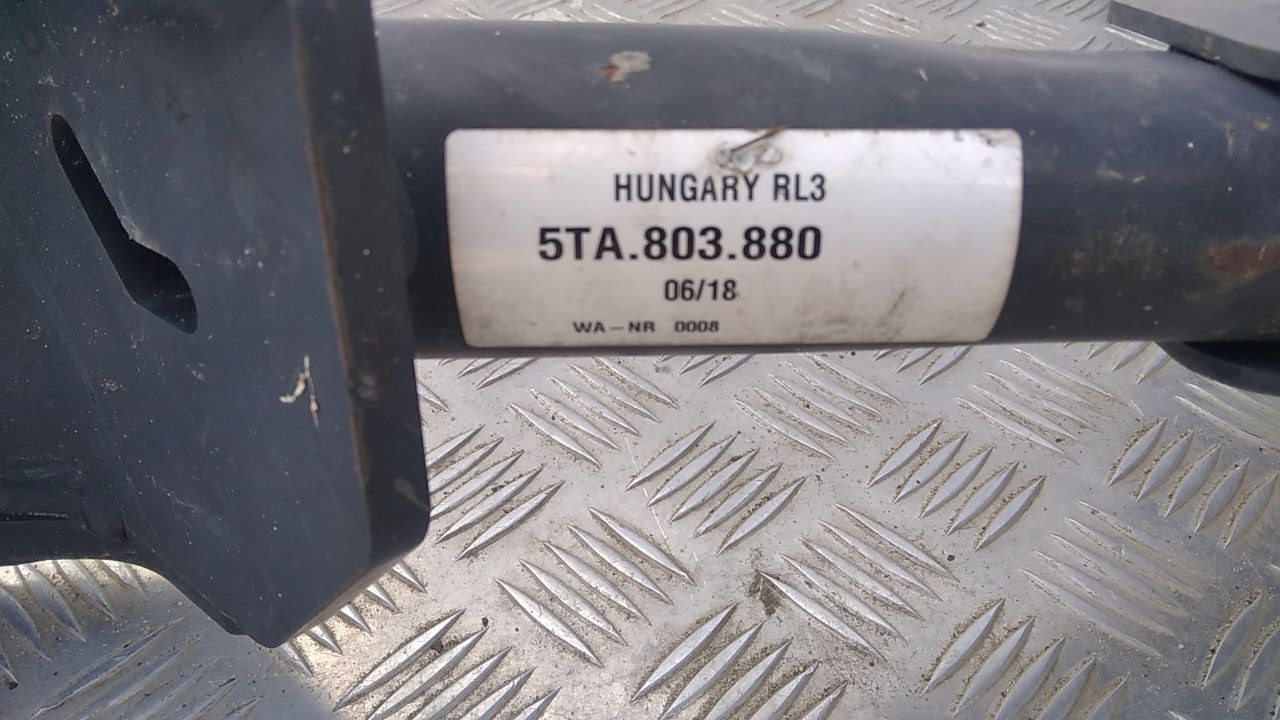 HUNGARY RL3
5TA.803.880
06/18
WA-NR 0008